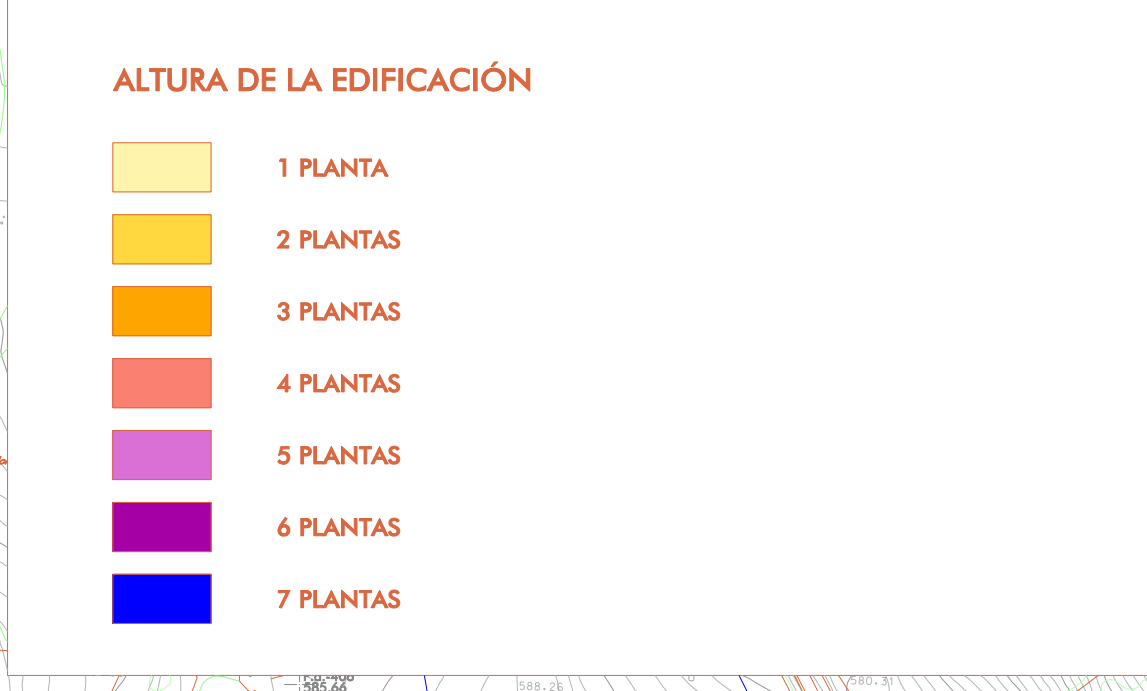 ALTURA DE LA EDIFICACIÓN
1 PLANTA
2 PLANTAS
3 PLANTAS
4 PLANTAS
5 PLANTAS
6 PLANTAS
7 PLANTAS
585.66
588.26
580.31